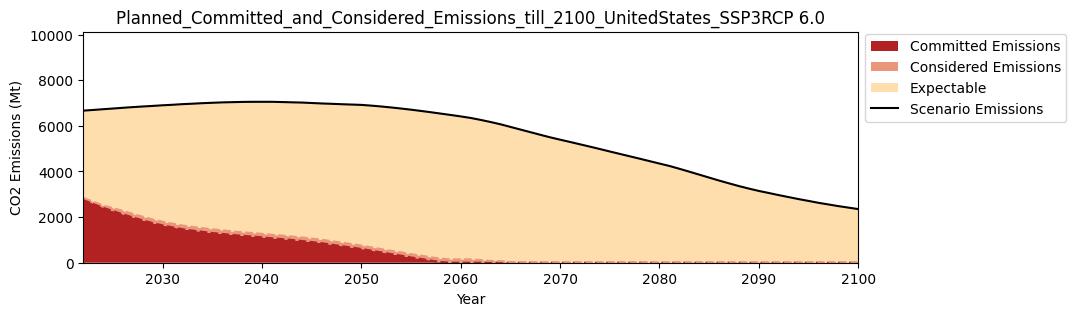 Planned_Committed_and_Considered_Emissions_till_2100_UnitedStates_SSP3RCP 6.0
10000
8000
6000
4000
2000
0
CO2 Emissions (Mt)
2030 2040 2050 2060 2070 2080 2090 2100
Year
Committed Emissions
Considered Emissions
Expectable
Scenario Emissions